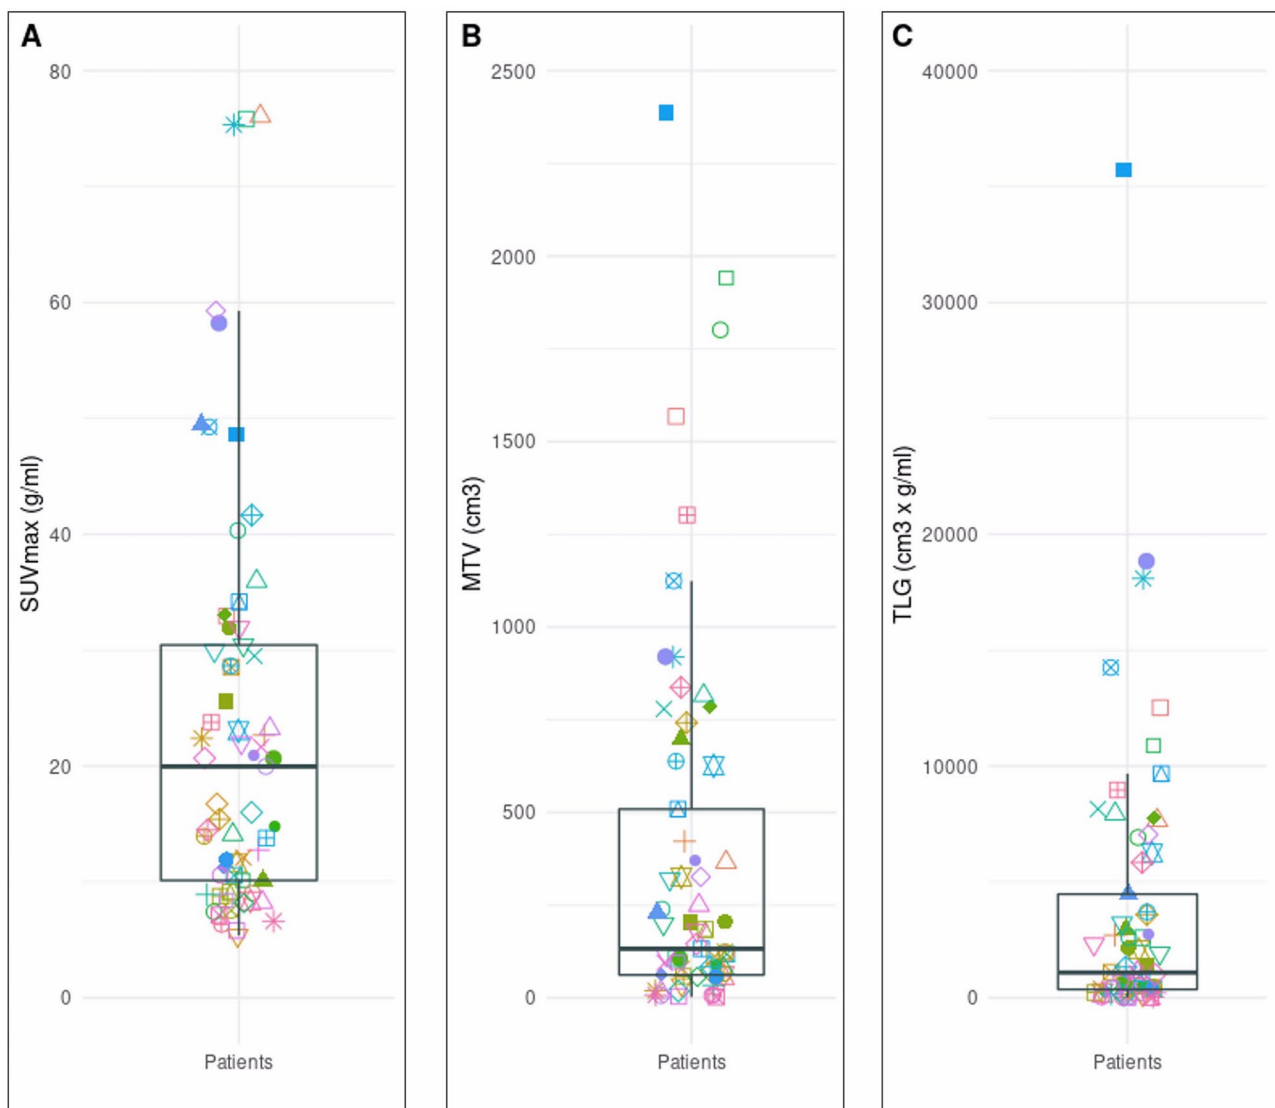 A
80
60
40
20
0
SUVmax (g/ml)
Patients
B
2500
2000
1500
1000
500
0
MTV (cm3)
Patients
C
40000
30000
20000
10000
0
TLG (cm3 x g/ml)
Patients